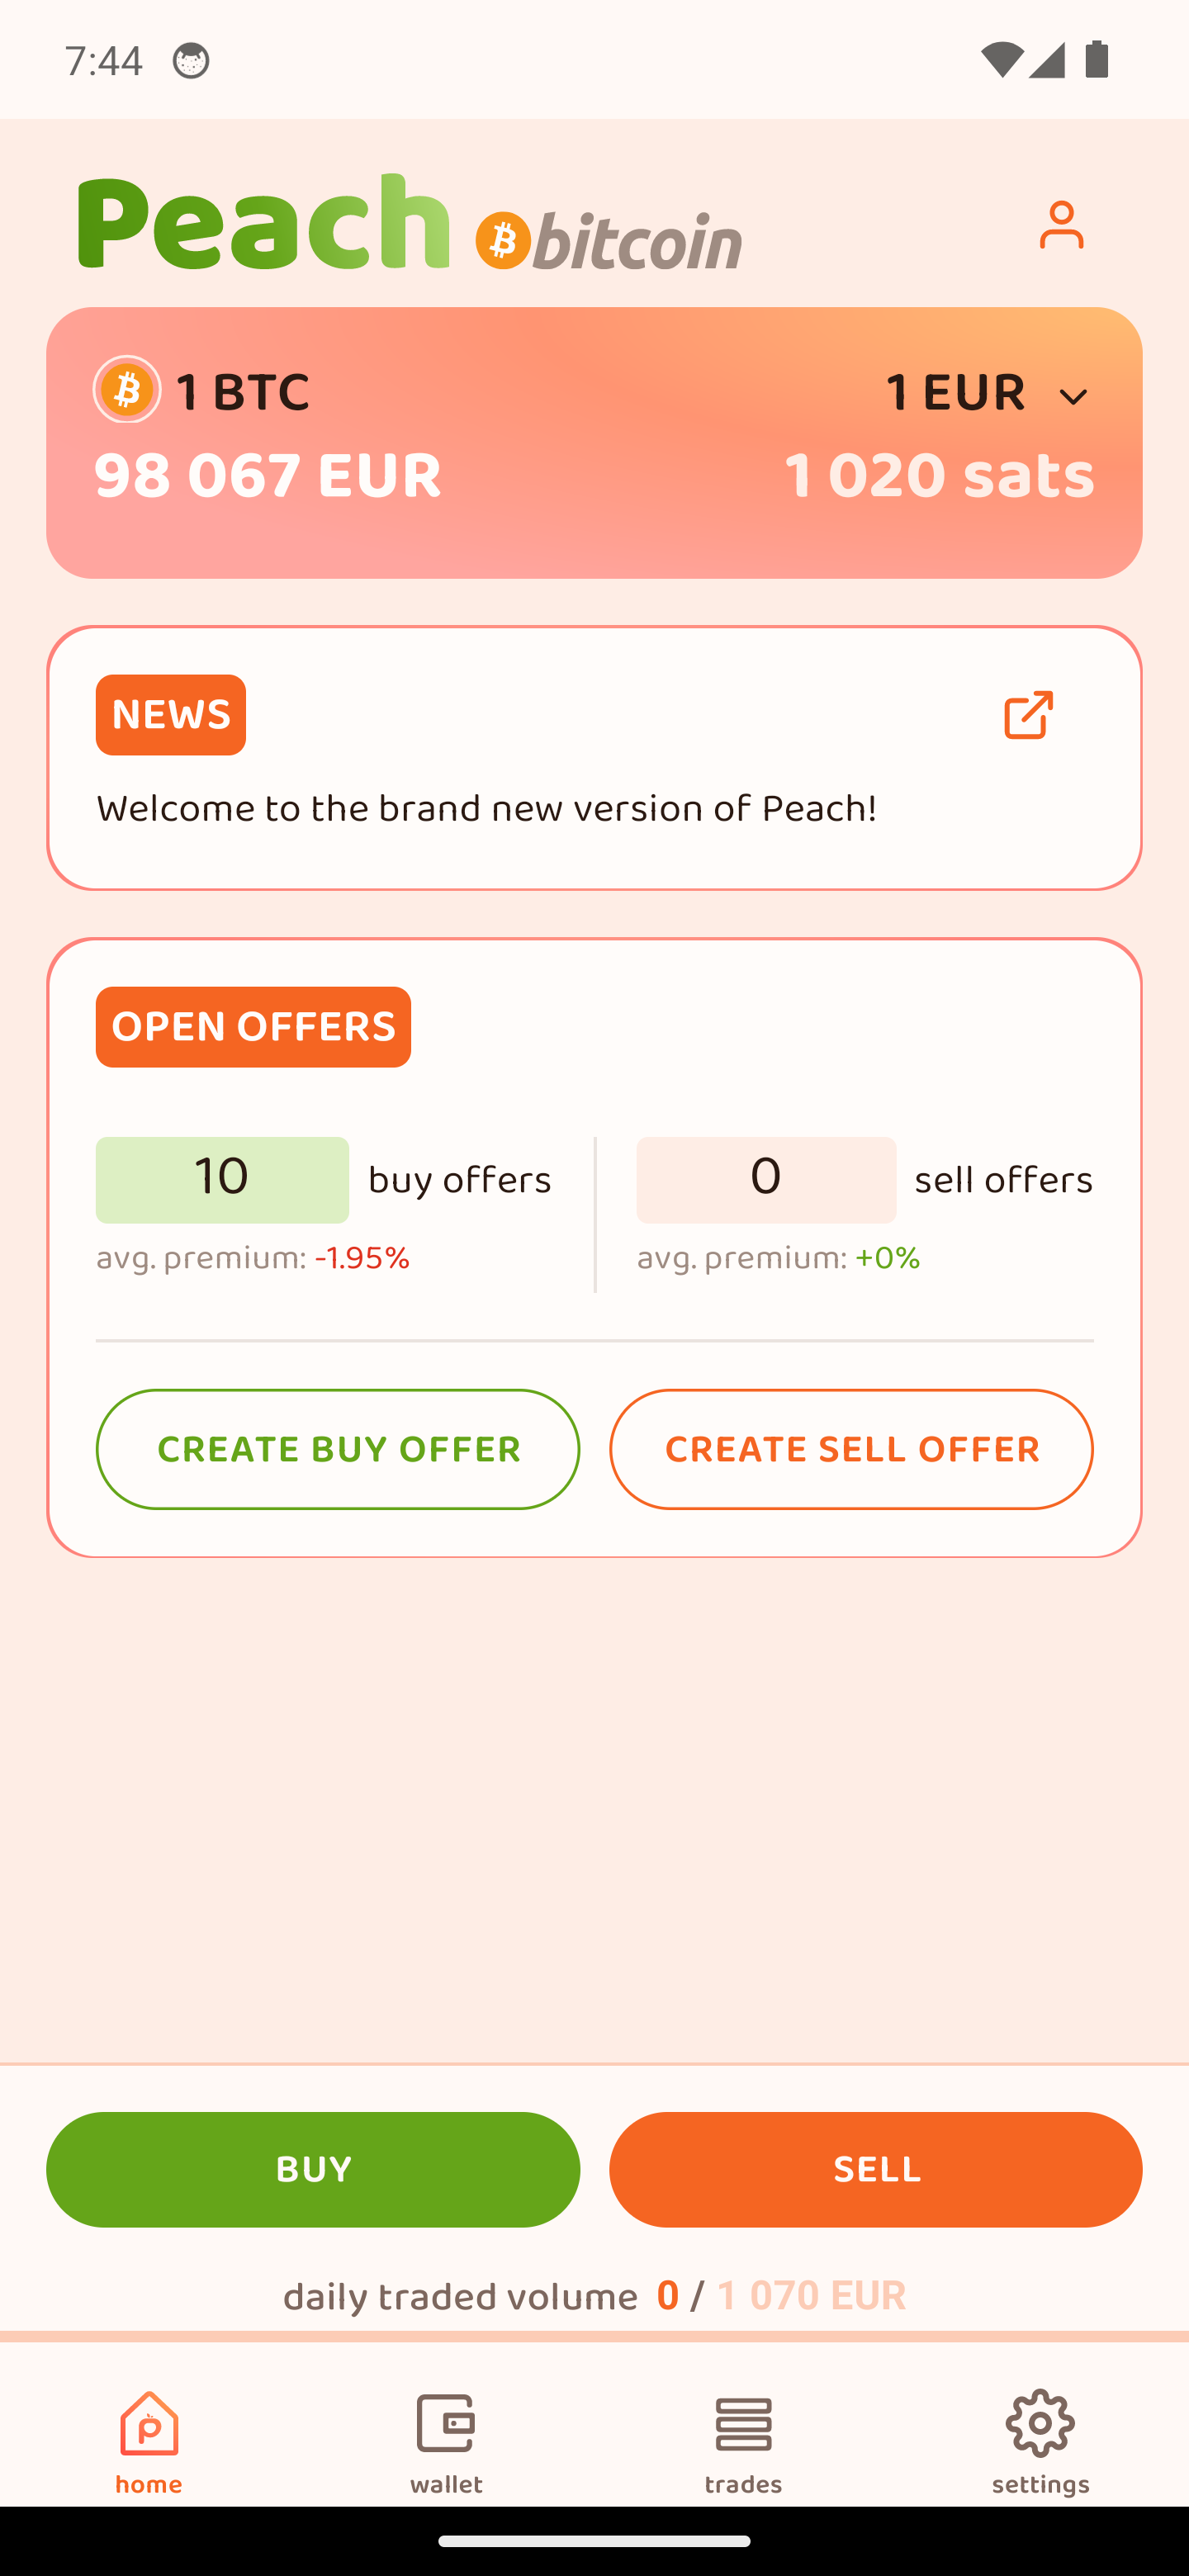 7:44
Peach bitcoin
1 BTC
1 EUR
98 067 EUR
1 020 sats
NEWS
Welcome to the brand new version of Peach!
OPEN OFFERS
10 buy offers
0 sell offers
avg. premium: -1.95%
avg. premium: +0%
CREATE BUY OFFER
CREATE SELL OFFER
BUY
SELL
daily traded volume 0 / 1 070 EUR
home
wallet
trades
settings